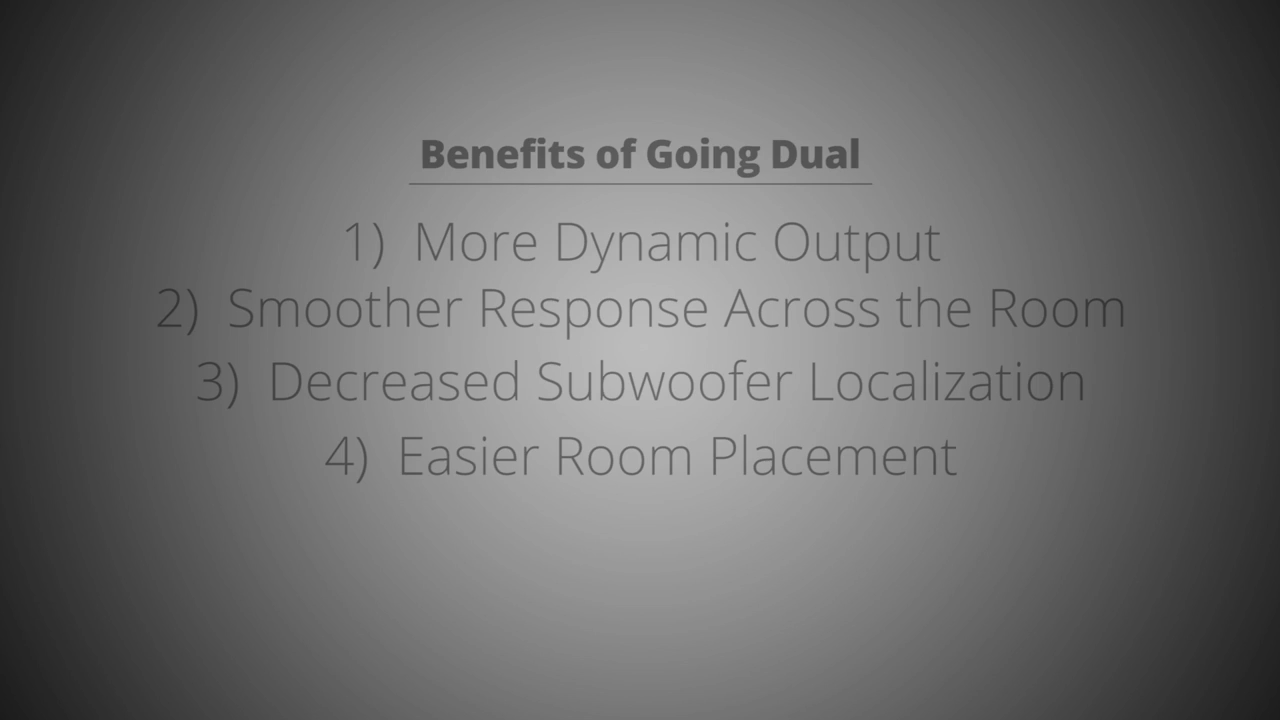 Benefits of Going Dual
1) More Dynamic Output
2) Smoother Response Across the Room
3) Decreased Subwoofer Localization
4) Easier Room Placement